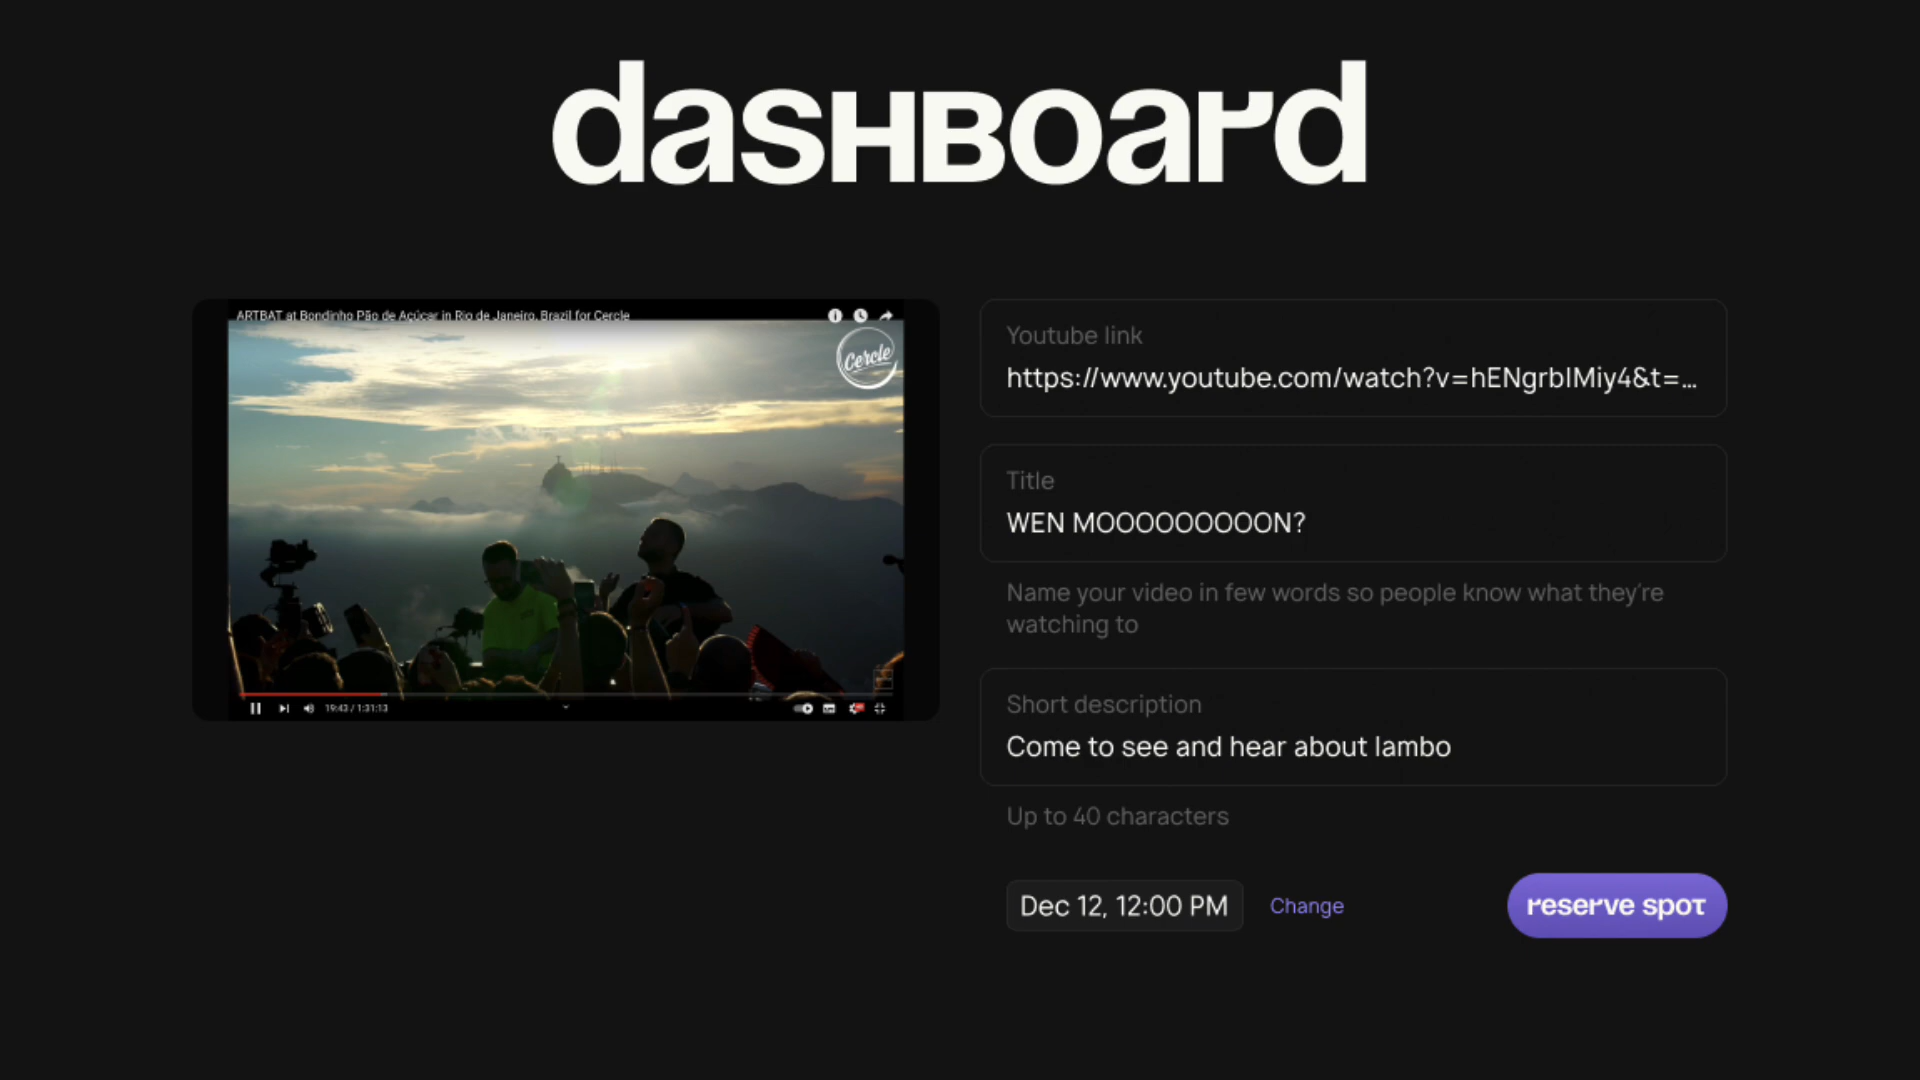 dashboard
ARTBAT at Bondinho Pão de Açúcar in Rio de Janeiro, Brazil for Cercle
Cercle
19:43 / 1:31:13
Youtube link
https://www.youtube.com/watch?v=hENgrbIMiy4&t=...
Title
WEN MOOOOOOOOON?
Name your video in few words so people know what they're
watching to
Short description
Come to see and hear about lambo
Up to 40 characters
Dec 12, 12:00 PM
Change
reserve spot